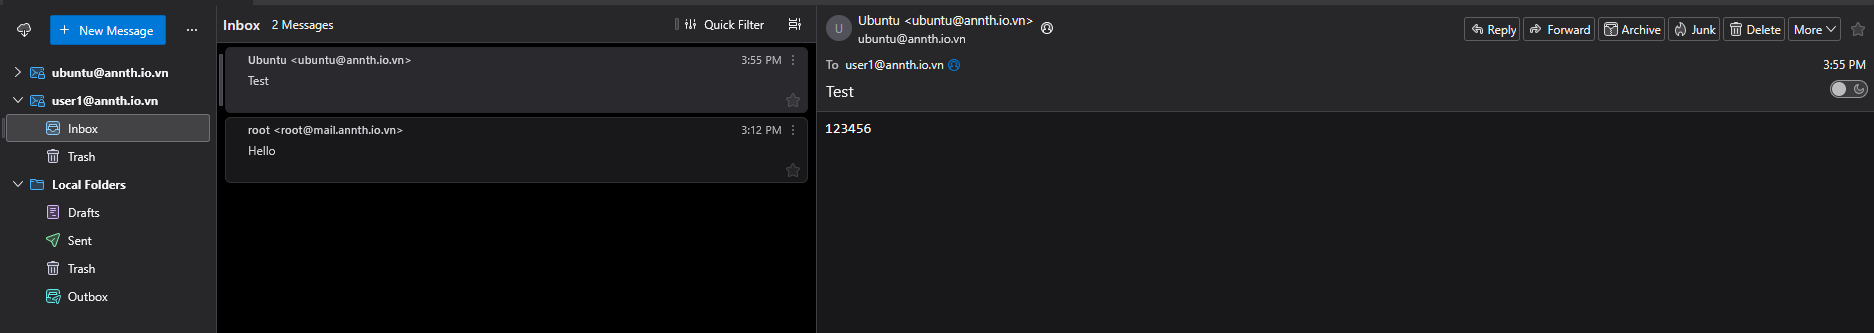 New Message
ubuntu@annth.io.vn
user1@annth.io.vn
Inbox
Trash
Local Folders
Drafts
Sent
Trash
Outbox
Inbox 2 Messages Quick Filter
Ubuntu <ubuntu@annth.io.vn> 3:55 PM
Test
root <root@mail.annth.io.vn> 3:12 PM
Hello
U
Ubuntu <ubuntu@annth.io.vn>
ubuntu@annth.io.vn
Reply Forward Archive Junk Delete More
To user1@annth.io.vn 3:55 PM
Test
123456